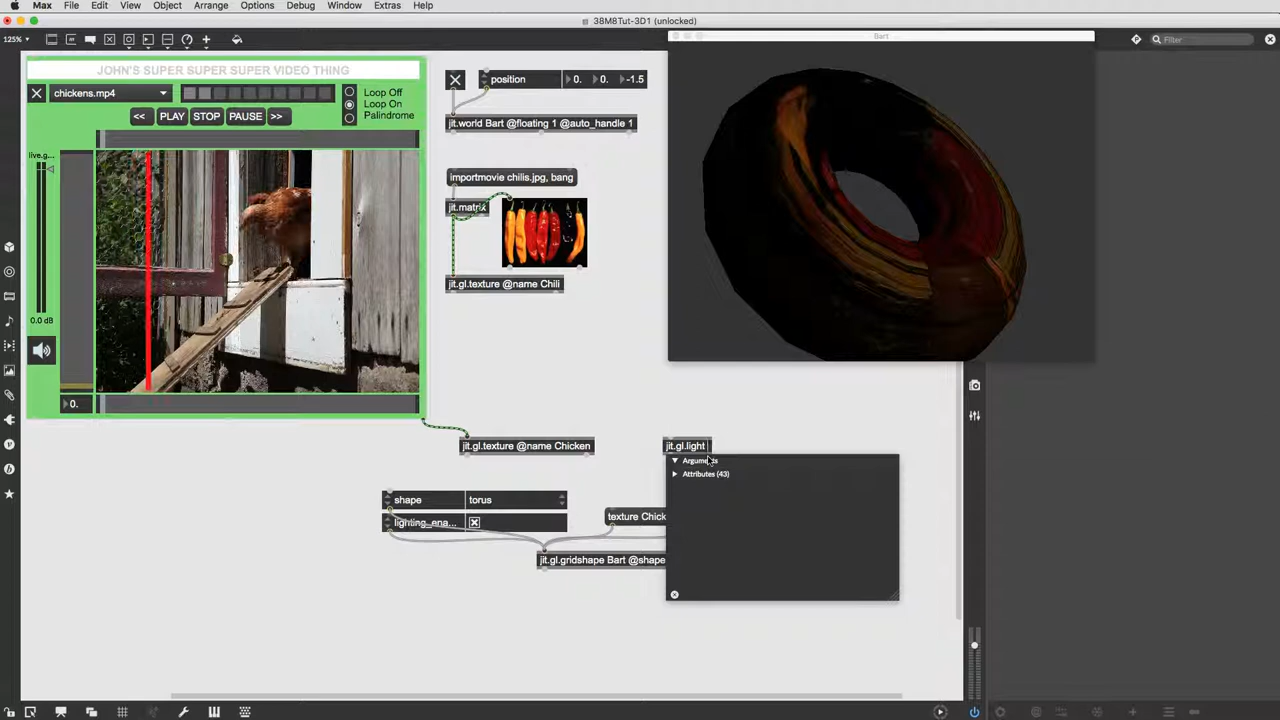 Max File Edit View Object Arrange Options Debug Window Extras Help
38M8Tut-3D1 (unlocked)
125%
Bart
Filter
JOHN'S SUPER SUPER SUPER VIDEO THING
chickens.mp4
Loop Off
Loop On
Palindrome
<< PLAY STOP PAUSE >>
live.g...
0.0 dB
0.
position 0. 0. -1.5
jit.world Bart @floating 1 @auto_handle 1
importmovie chilis.jpg, bang
jit.matrix
jit.gl.texture @name Chili
jit.gl.texture @name Chicken
jit.gl.light
Arguments
Attributes (43)
shape torus
lighting_ena...
texture Chick
jit.gl.gridshape Bart @shape